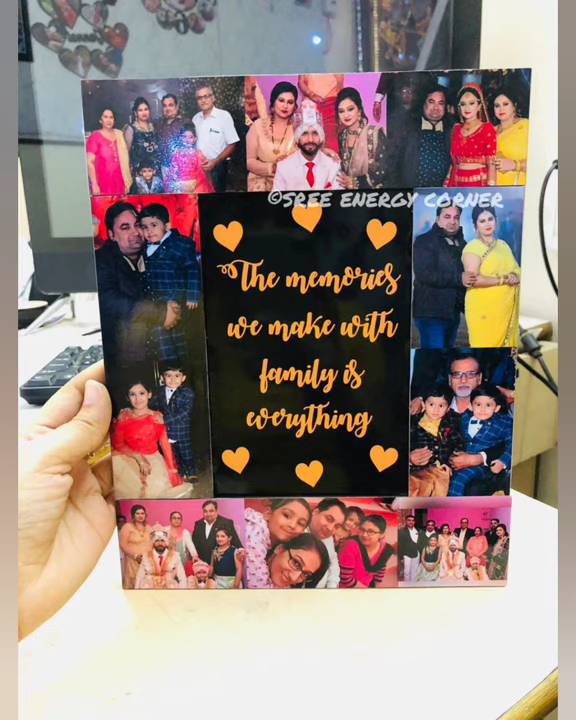 ©SREE ENERGY CORNER
The memories
we make with
family is
everything